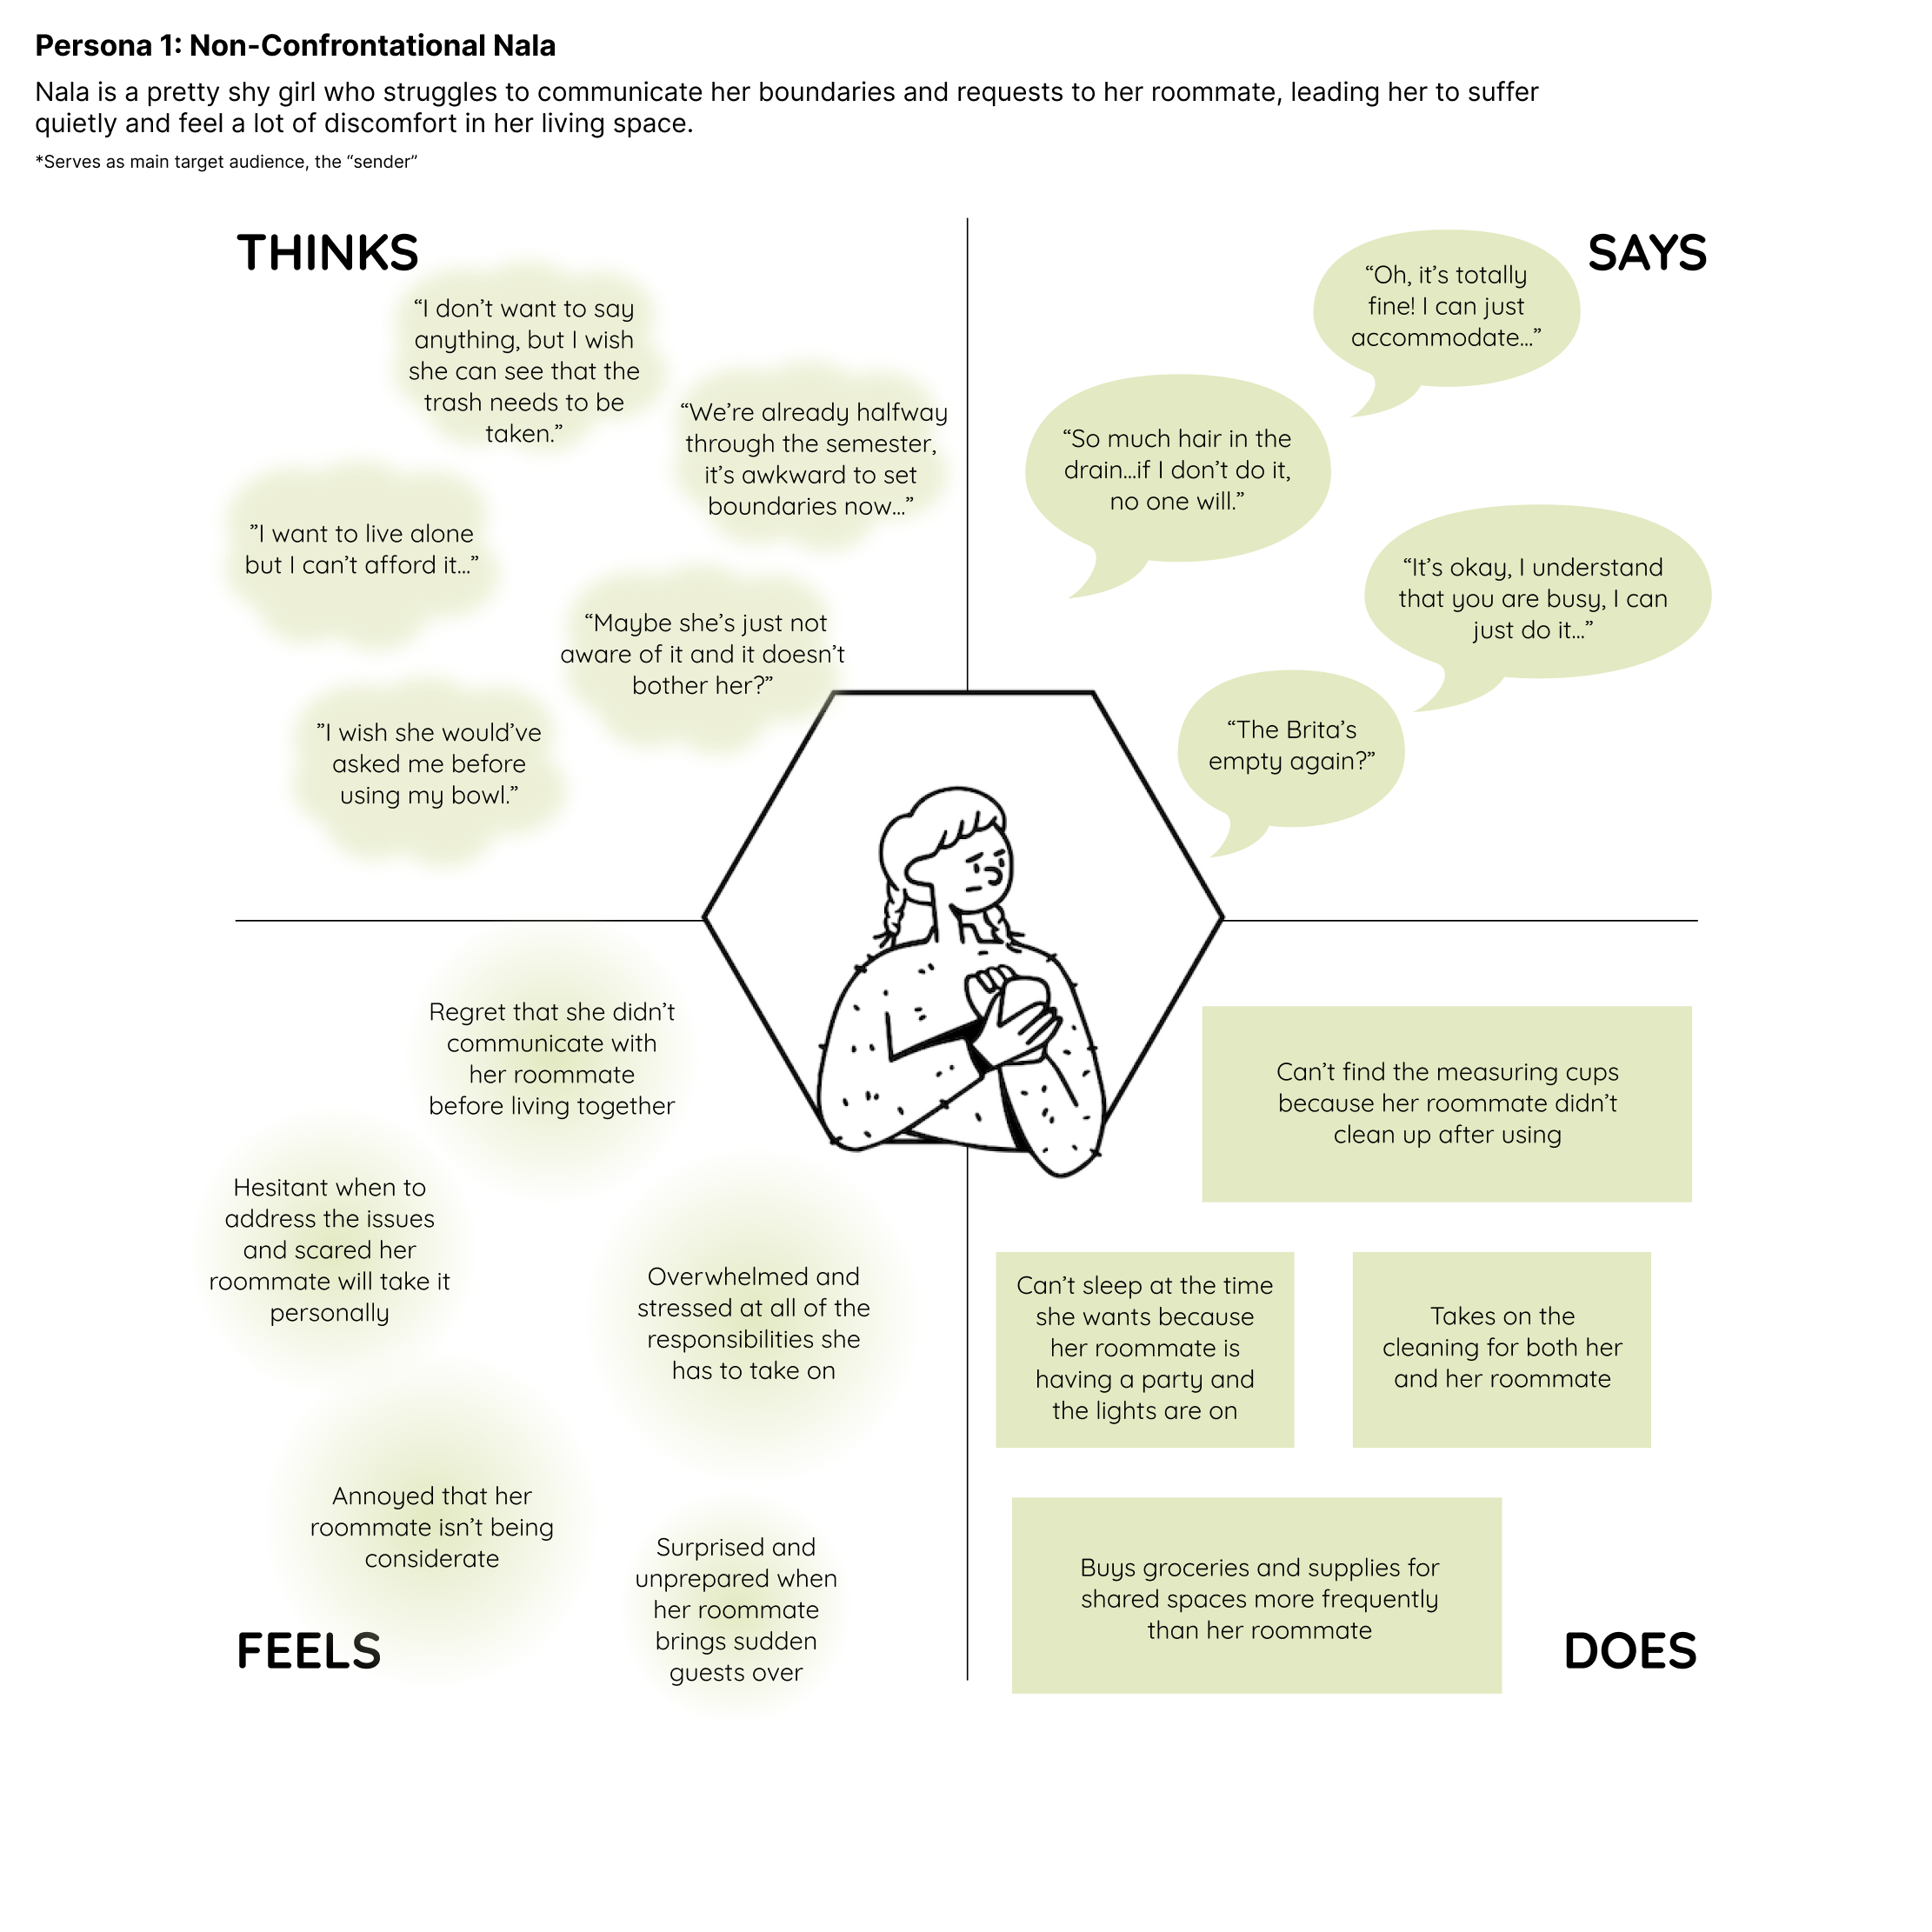 Persona 1: Non-Confrontational Nala
Nala is a pretty shy girl who struggles to communicate her boundaries and requests to her roommate, leading her to suffer
quietly and feel a lot of discomfort in her living space.
*Serves as main target audience, the “sender”
THINKS
“I don’t want to say
anything, but I wish
she can see that the
trash needs to be
taken.”
“We’re already halfway
through the semester,
it’s awkward to set
boundaries now...”
”I want to live alone
but I can’t afford it...”
“Maybe she’s just not
aware of it and it doesn’t
bother her?”
”I wish she would’ve
asked me before
using my bowl.”
SAYS
“Oh, it’s totally
fine! I can just
accommodate...”
“So much hair in the
drain...if I don’t do it,
no one will.”
“It’s okay, I understand
that you are busy, I can
just do it...”
“The Brita’s
empty again?”
Regret that she didn’t
communicate with
her roommate
before living together
Hesitant when to
address the issues
and scared her
roommate will take it
personally
Overwhelmed and
stressed at all of the
responsibilities she
has to take on
Annoyed that her
roommate isn’t being
considerate
Surprised and
unprepared when
her roommate
brings sudden
guests over
FEELS
Can’t find the measuring cups
because her roommate didn’t
clean up after using
Can’t sleep at the time
she wants because
her roommate is
having a party and
the lights are on
Takes on the
cleaning for both her
and her roommate
Buys groceries and supplies for
shared spaces more frequently
than her roommate
DOES